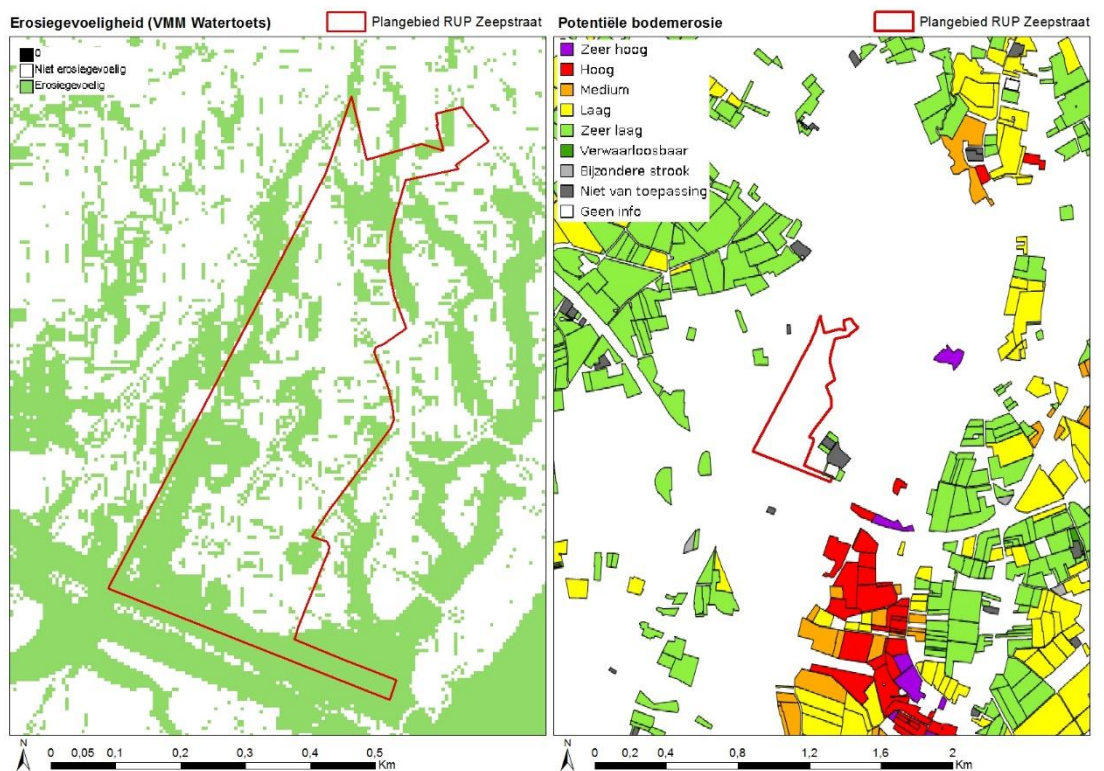 Erosiegevoeligheid (VMM Watertoets)
Plangebied RUP Zeepstraat
0
Niet erosiegevoelig
Erosiegevoelig
N
0 0,05 0,1 0,2 0,3 0,4 0,5
Km
Potentiële bodemerosie
Plangebied RUP Zeepstraat
Zeer hoog
Hoog
Medium
Laag
Zeer laag
Verwaarloosbaar
Bijzondere strook
Niet van toepassing
Geen info
N
0 0,4 0,8 1,2 1,6 2
Km